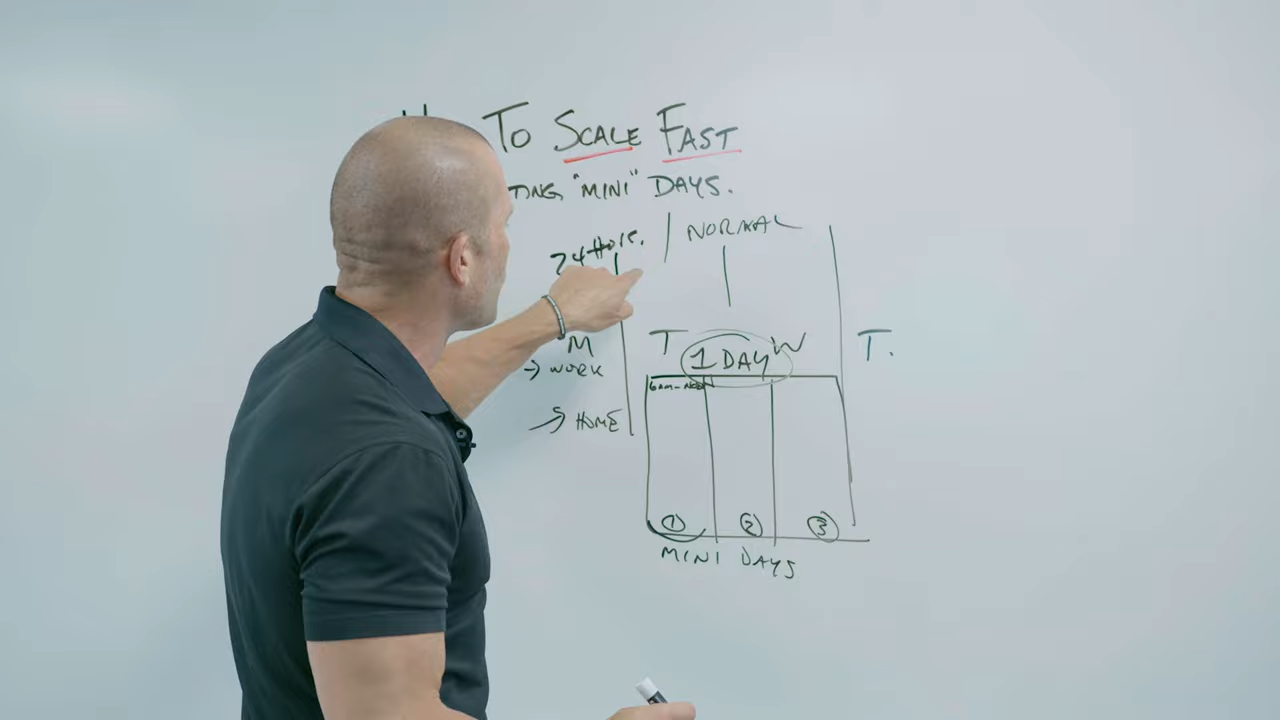 TO SCALE FAST
"MINI" DAYS.
24 HOURS. | NORMAL
M T W T.
1 DAY
→ WORK
6AM-NOON
→ HOME
1 2 3
MINI DAYS